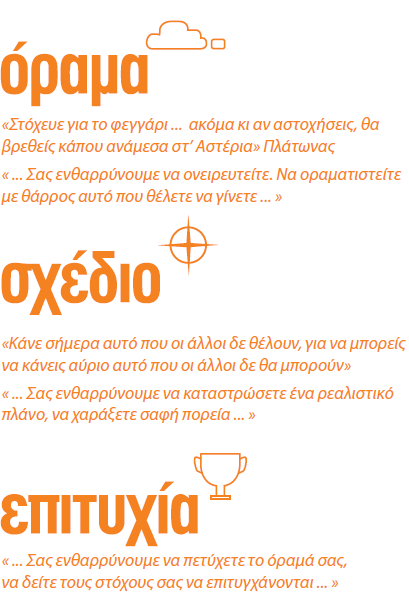 όραμα
«Στόχευε για το φεγγάρι ... ακόμα κι αν αστοχήσεις, θα
βρεθείς κάπου ανάμεσα στ’ Αστέρια» Πλάτωνας
« ... Σας ενθαρρύνουμε να ονειρευτείτε. Να οραματιστείτε
με θάρρος αυτό που θέλετε να γίνετε ... »
σχέδιο
«Κάνε σήμερα αυτό που οι άλλοι δε θέλουν, για να μπορείς
να κάνεις αύριο αυτό που οι άλλοι δε θα μπορούν»
« ... Σας ενθαρρύνουμε να καταστρώσετε ένα ρεαλιστικό
πλάνο, να χαράξετε σαφή πορεία ... »
επιτυχία
« ... Σας ενθαρρύνουμε να πετύχετε το όραμά σας,
να δείτε τους στόχους σας να επιτυγχάνονται ... »